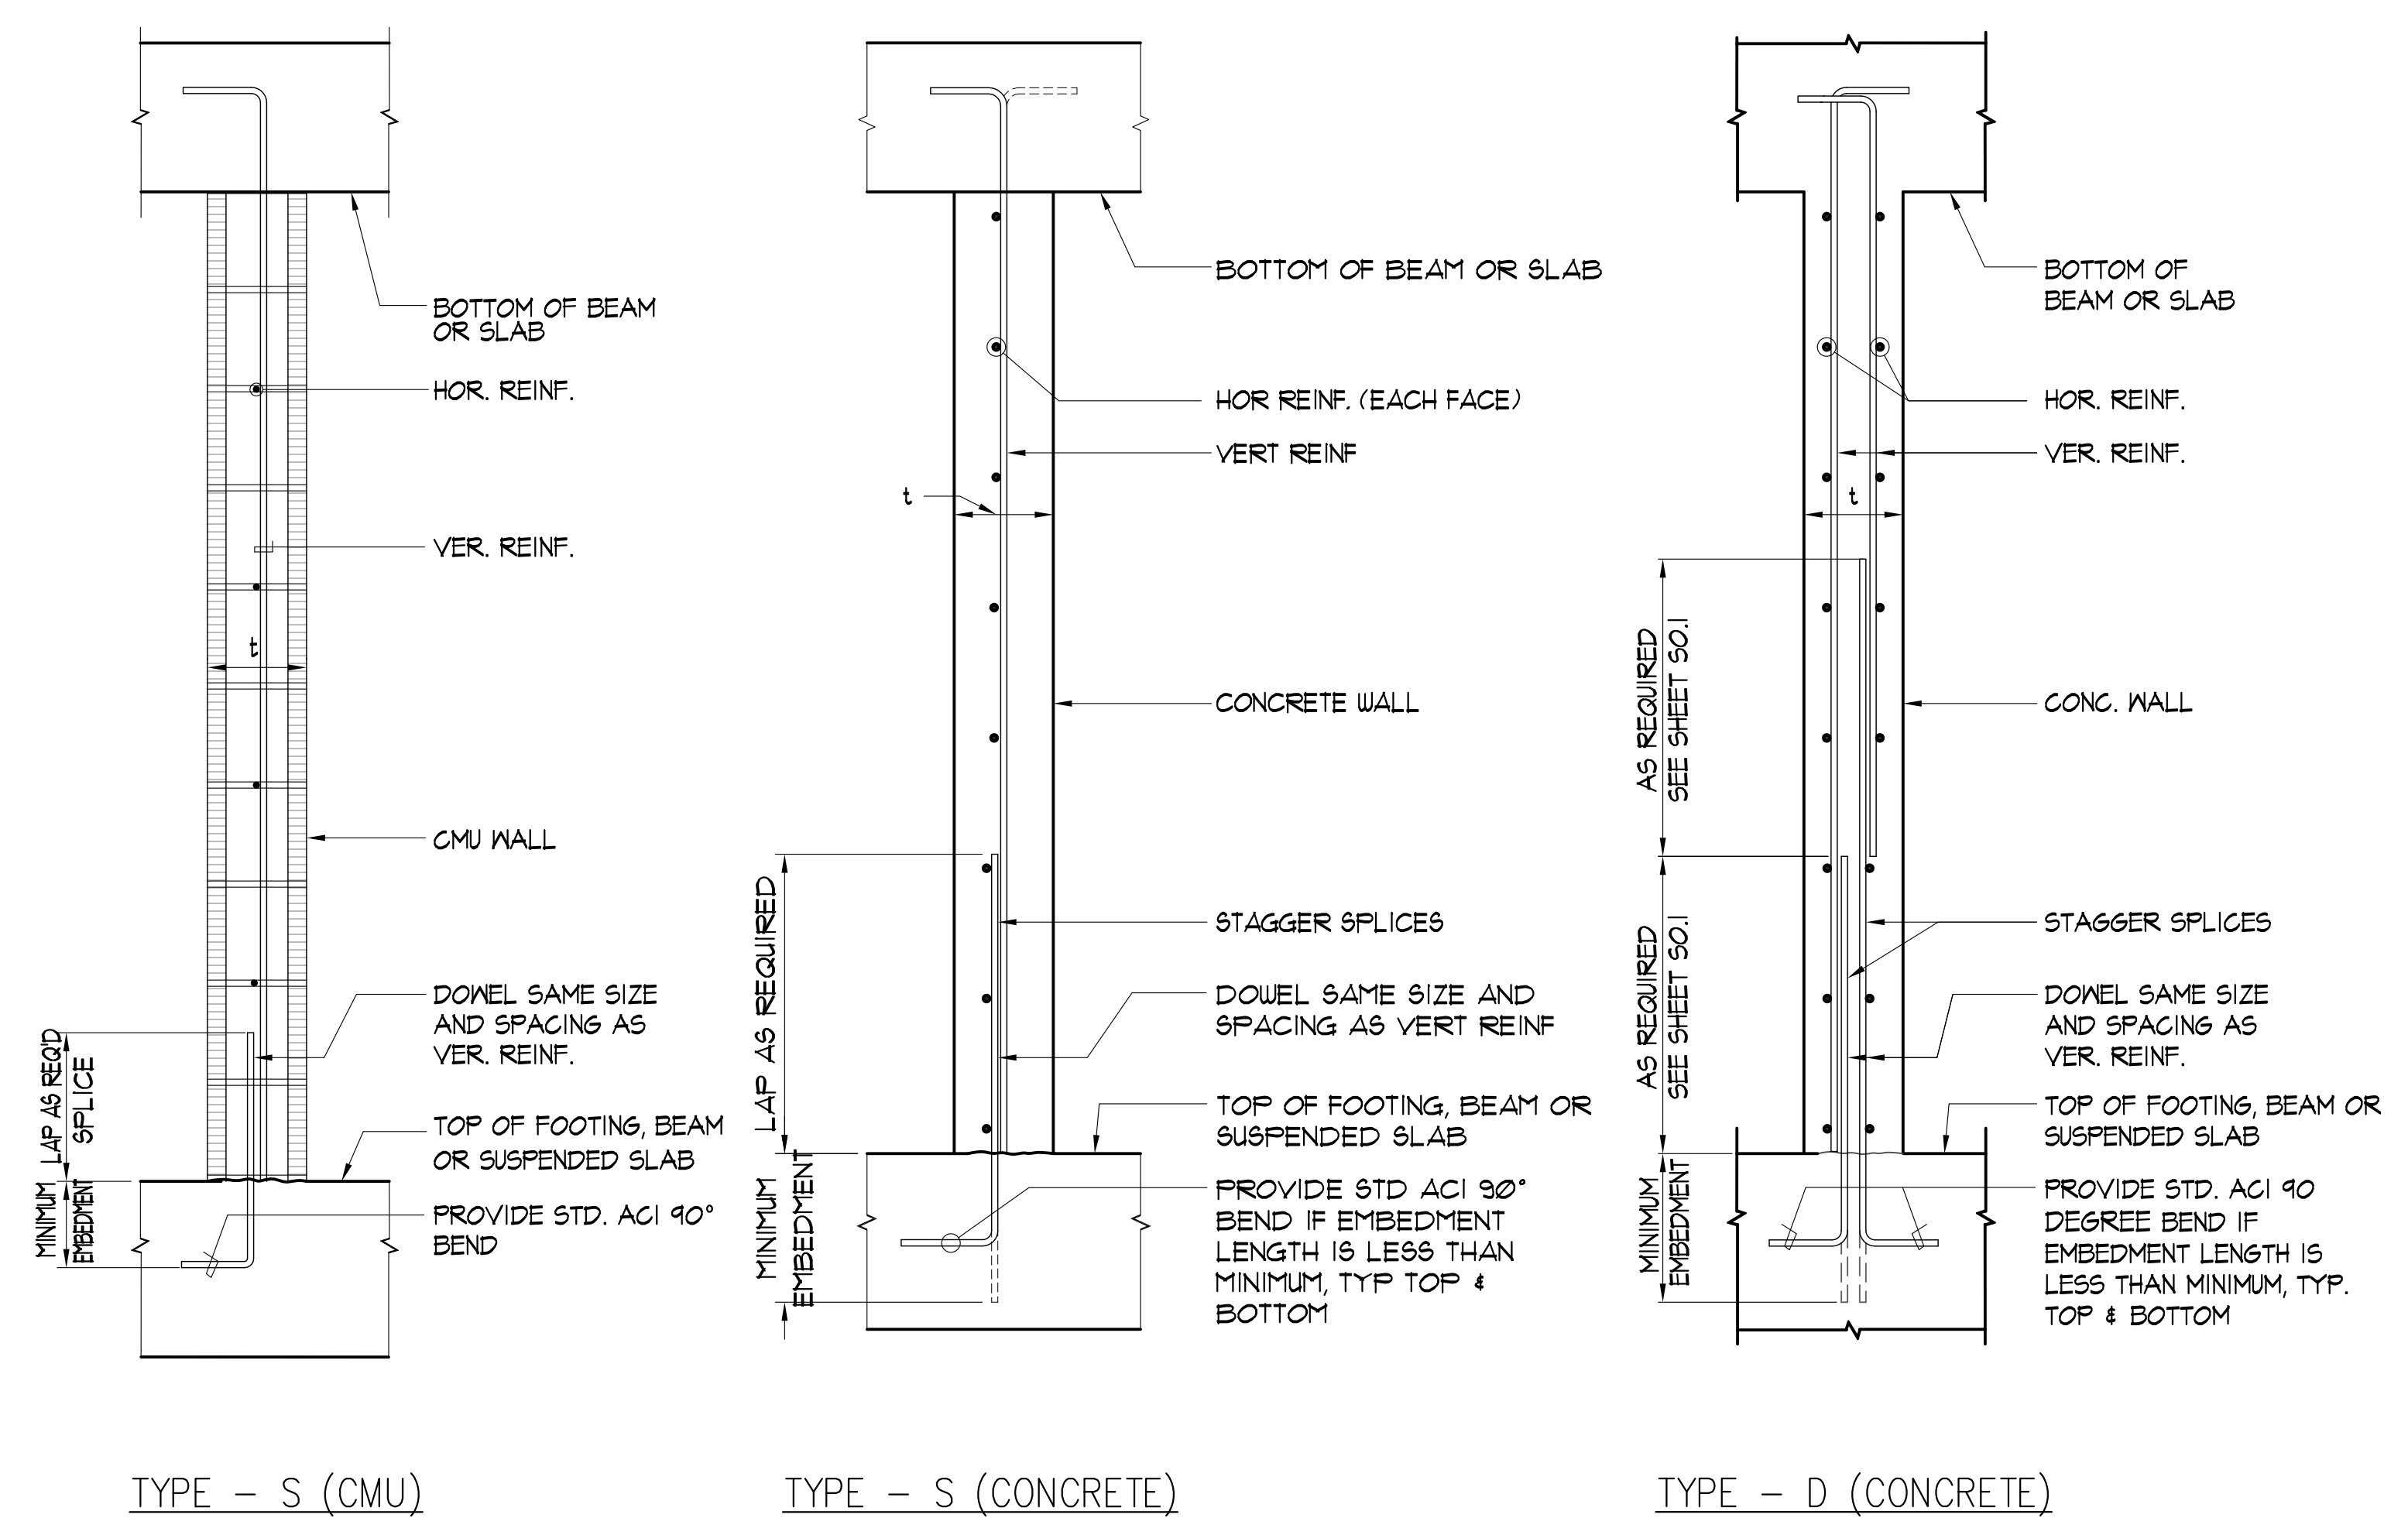 BOTTOM OF BEAM
OR SLAB
HOR. REINF.
VER. REINF.
t
CMU WALL
DOWEL SAME SIZE
AND SPACING AS
VER. REINF.
LAP AS REQ'D
SPLICE
TOP OF FOOTING, BEAM
OR SUSPENDED SLAB
MINIMUM
EMBEDMENT
PROVIDE STD. ACI 90°
BEND
TYPE - S (CMU)
BOTTOM OF BEAM OR SLAB
HOR REINF. (EACH FACE)
VERT REINF
t
CONCRETE WALL
LAP AS REQUIRED
STAGGER SPLICES
DOWEL SAME SIZE AND
SPACING AS VERT REINF
TOP OF FOOTING, BEAM OR
SUSPENDED SLAB
MINIMUM
EMBEDMENT
PROVIDE STD ACI 90°
BEND IF EMBEDMENT
LENGTH IS LESS THAN
MINIMUM, TYP TOP &
BOTTOM
TYPE - S (CONCRETE)
BOTTOM OF
BEAM OR SLAB
HOR. REINF.
VER. REINF.
t
AS REQUIRED
SEE SHEET S0.1
CONC. WALL
AS REQUIRED
SEE SHEET S0.1
STAGGER SPLICES
DOWEL SAME SIZE
AND SPACING AS
VER. REINF.
TOP OF FOOTING, BEAM OR
SUSPENDED SLAB
MINIMUM
EMBEDMENT
PROVIDE STD. ACI 90
DEGREE BEND IF
EMBEDMENT LENGTH IS
LESS THAN MINIMUM, TYP.
TOP & BOTTOM
TYPE - D (CONCRETE)